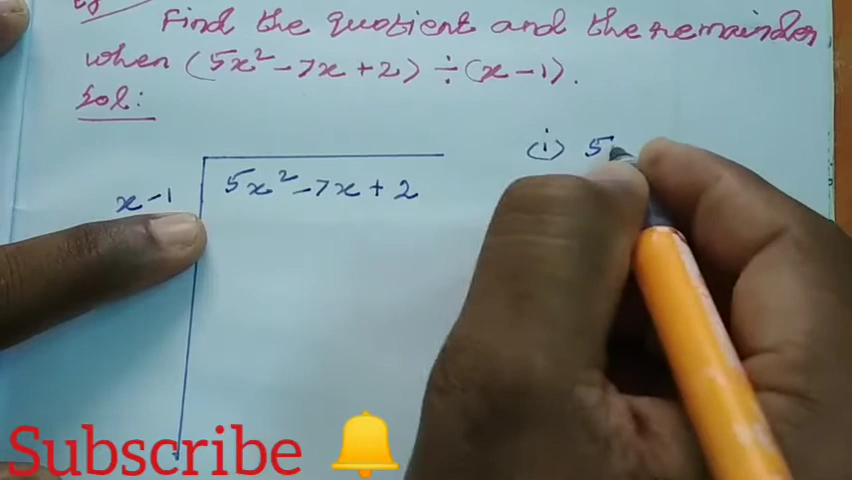 Find the quotient and the remainder,
when (5x² - 7x + 2) ÷ (x - 1).
Sol:
(i) 5
x - 1 5x² - 7x + 2
Subscribe